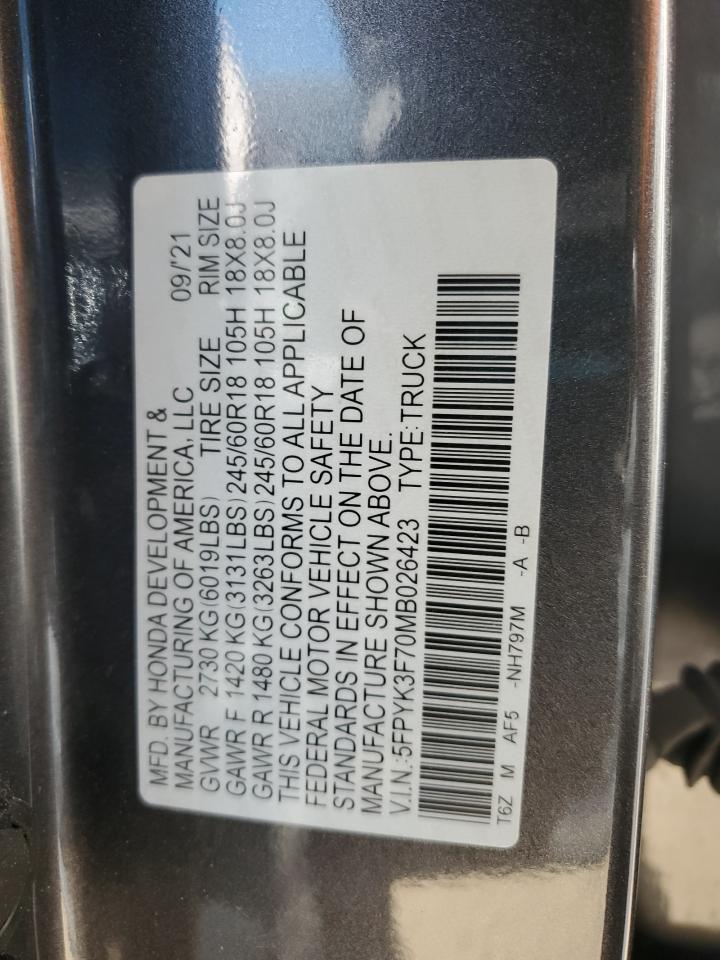 MFD. BY HONDA DEVELOPMENT &
MANUFACTURING OF AMERICA, LLC 09/'21
GVWR 2730 KG(6019LBS) TIRE SIZE RIM SIZE
GAWR F 1420 KG(3131LBS) 245/60R18 105H 18X8.0J
GAWR R 1480 KG(3263LBS) 245/60R18 105H 18X8.0J
THIS VEHICLE CONFORMS TO ALL APPLICABLE
FEDERAL MOTOR VEHICLE SAFETY
STANDARDS IN EFFECT ON THE DATE OF
MANUFACTURE SHOWN ABOVE.
V.I.N.:5FPYK3F70MB026423 TYPE:TRUCK
T6Z M AF5 -NH797M -A -B